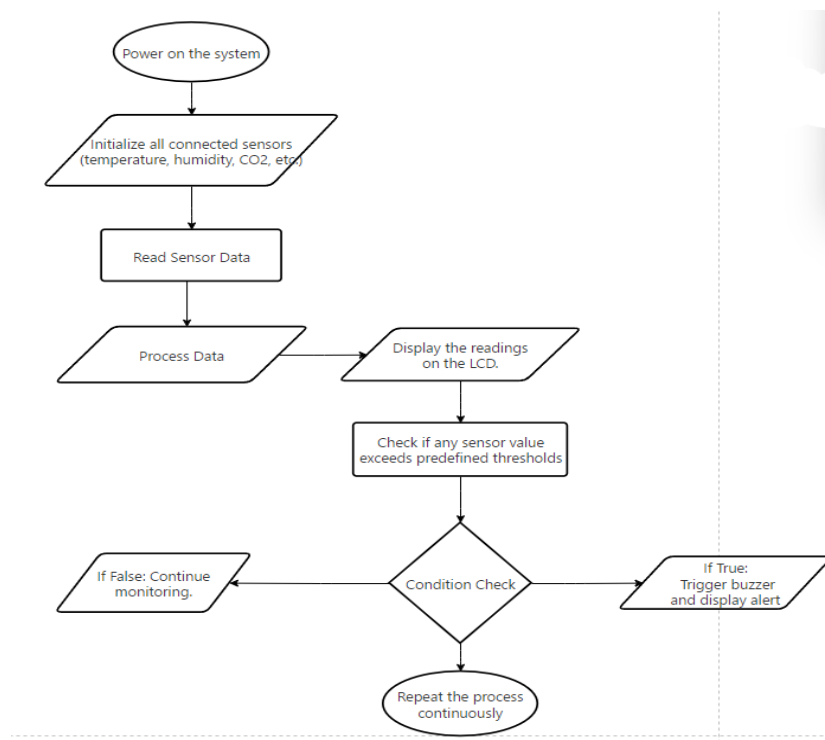 Power on the system
Initialize all connected sensors
(temperature, humidity, CO2, etc.)
Read Sensor Data
Process Data
Display the readings
on the LCD.
Check if any sensor value
exceeds predefined thresholds
If False: Continue
monitoring.
Condition Check
If True:
Trigger buzzer
and display alert
Repeat the process
continuously